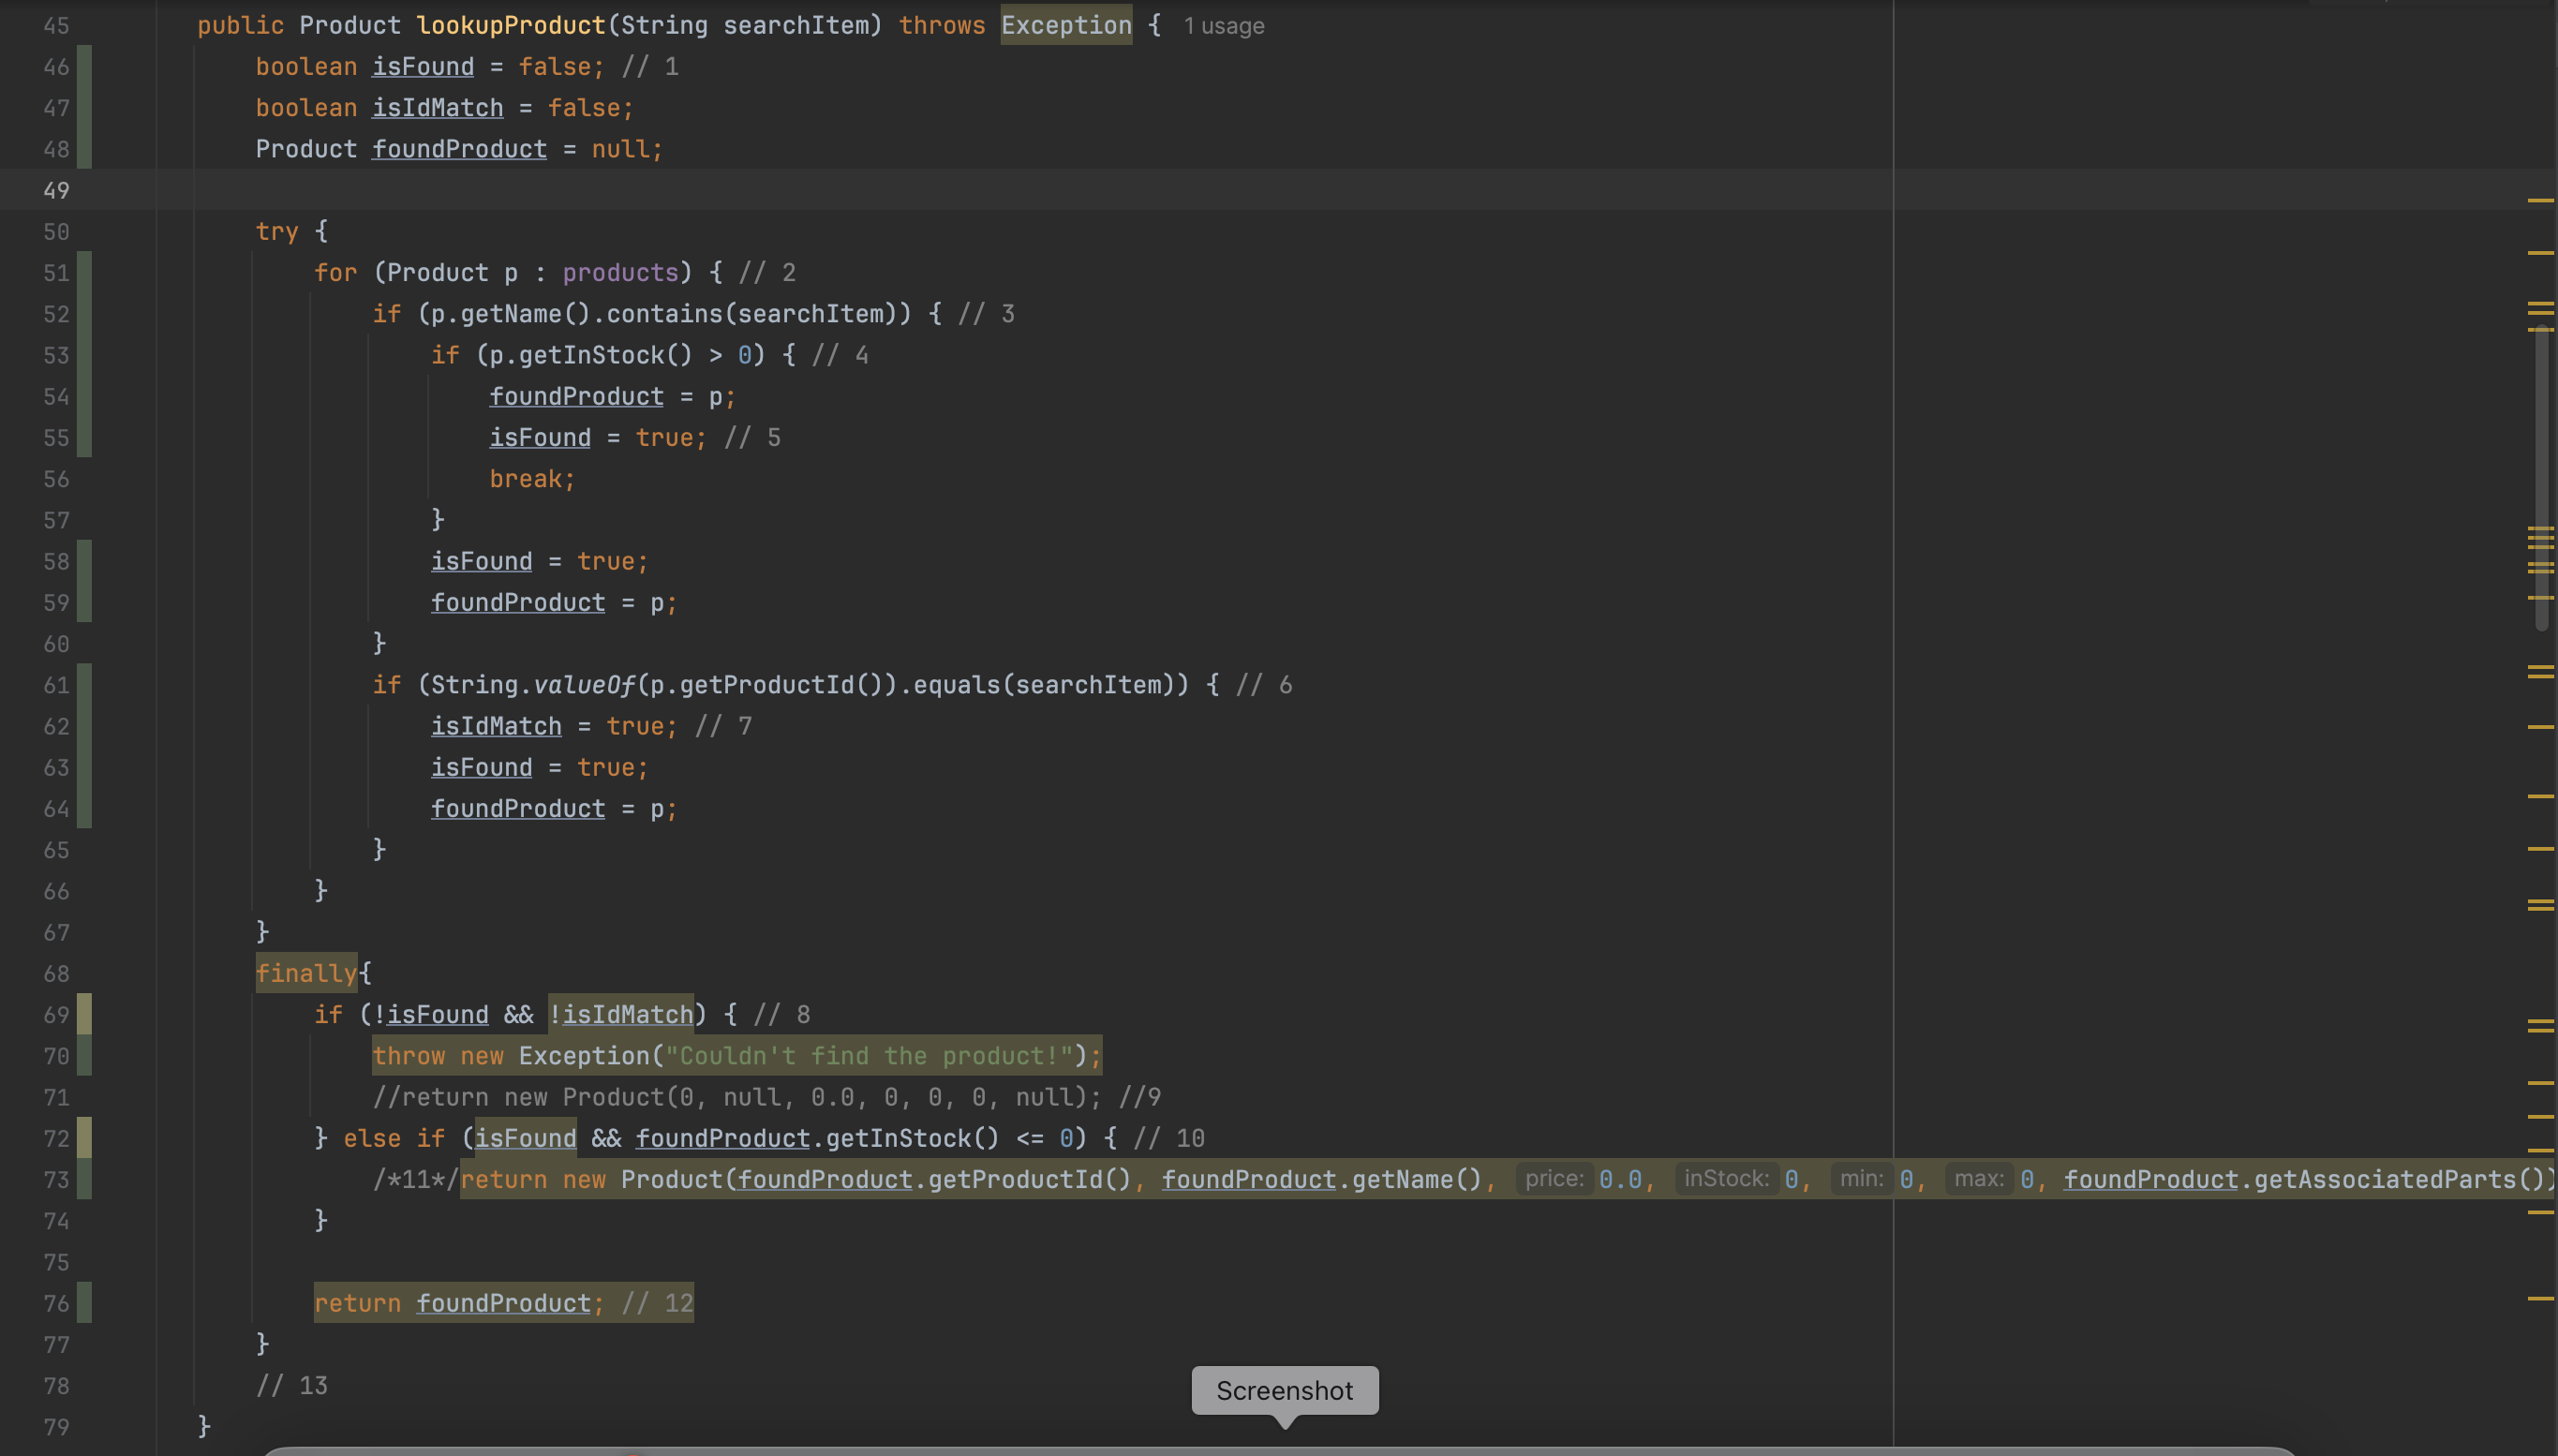 45 public Product lookupProduct(String searchItem) throws Exception { 1 usage
46 boolean isFound = false; // 1
47 boolean isIdMatch = false;
48 Product foundProduct = null;
49
50 try {
51 for (Product p : products) { // 2
52 if (p.getName().contains(searchItem)) { // 3
53 if (p.getInStock() > 0) { // 4
54 foundProduct = p;
55 isFound = true; // 5
56 break;
57 }
58 isFound = true;
59 foundProduct = p;
60 }
61 if (String.valueOf(p.getProductId()).equals(searchItem)) { // 6
62 isIdMatch = true; // 7
63 isFound = true;
64 foundProduct = p;
65 }
66 }
67 }
68 finally{
69 if (!isFound && !isIdMatch) { // 8
70 throw new Exception("Couldn't find the product!");
71 //return new Product(0, null, 0.0, 0, 0, 0, null); //9
72 } else if (isFound && foundProduct.getInStock() <= 0) { // 10
73 /*11*/return new Product(foundProduct.getProductId(), foundProduct.getName(), price: 0.0, inStock: 0, min: 0, max: 0, foundProduct.getAssociatedParts())
74 }
75
76 return foundProduct; // 12
77 }
78 // 13
79 }
Screenshot